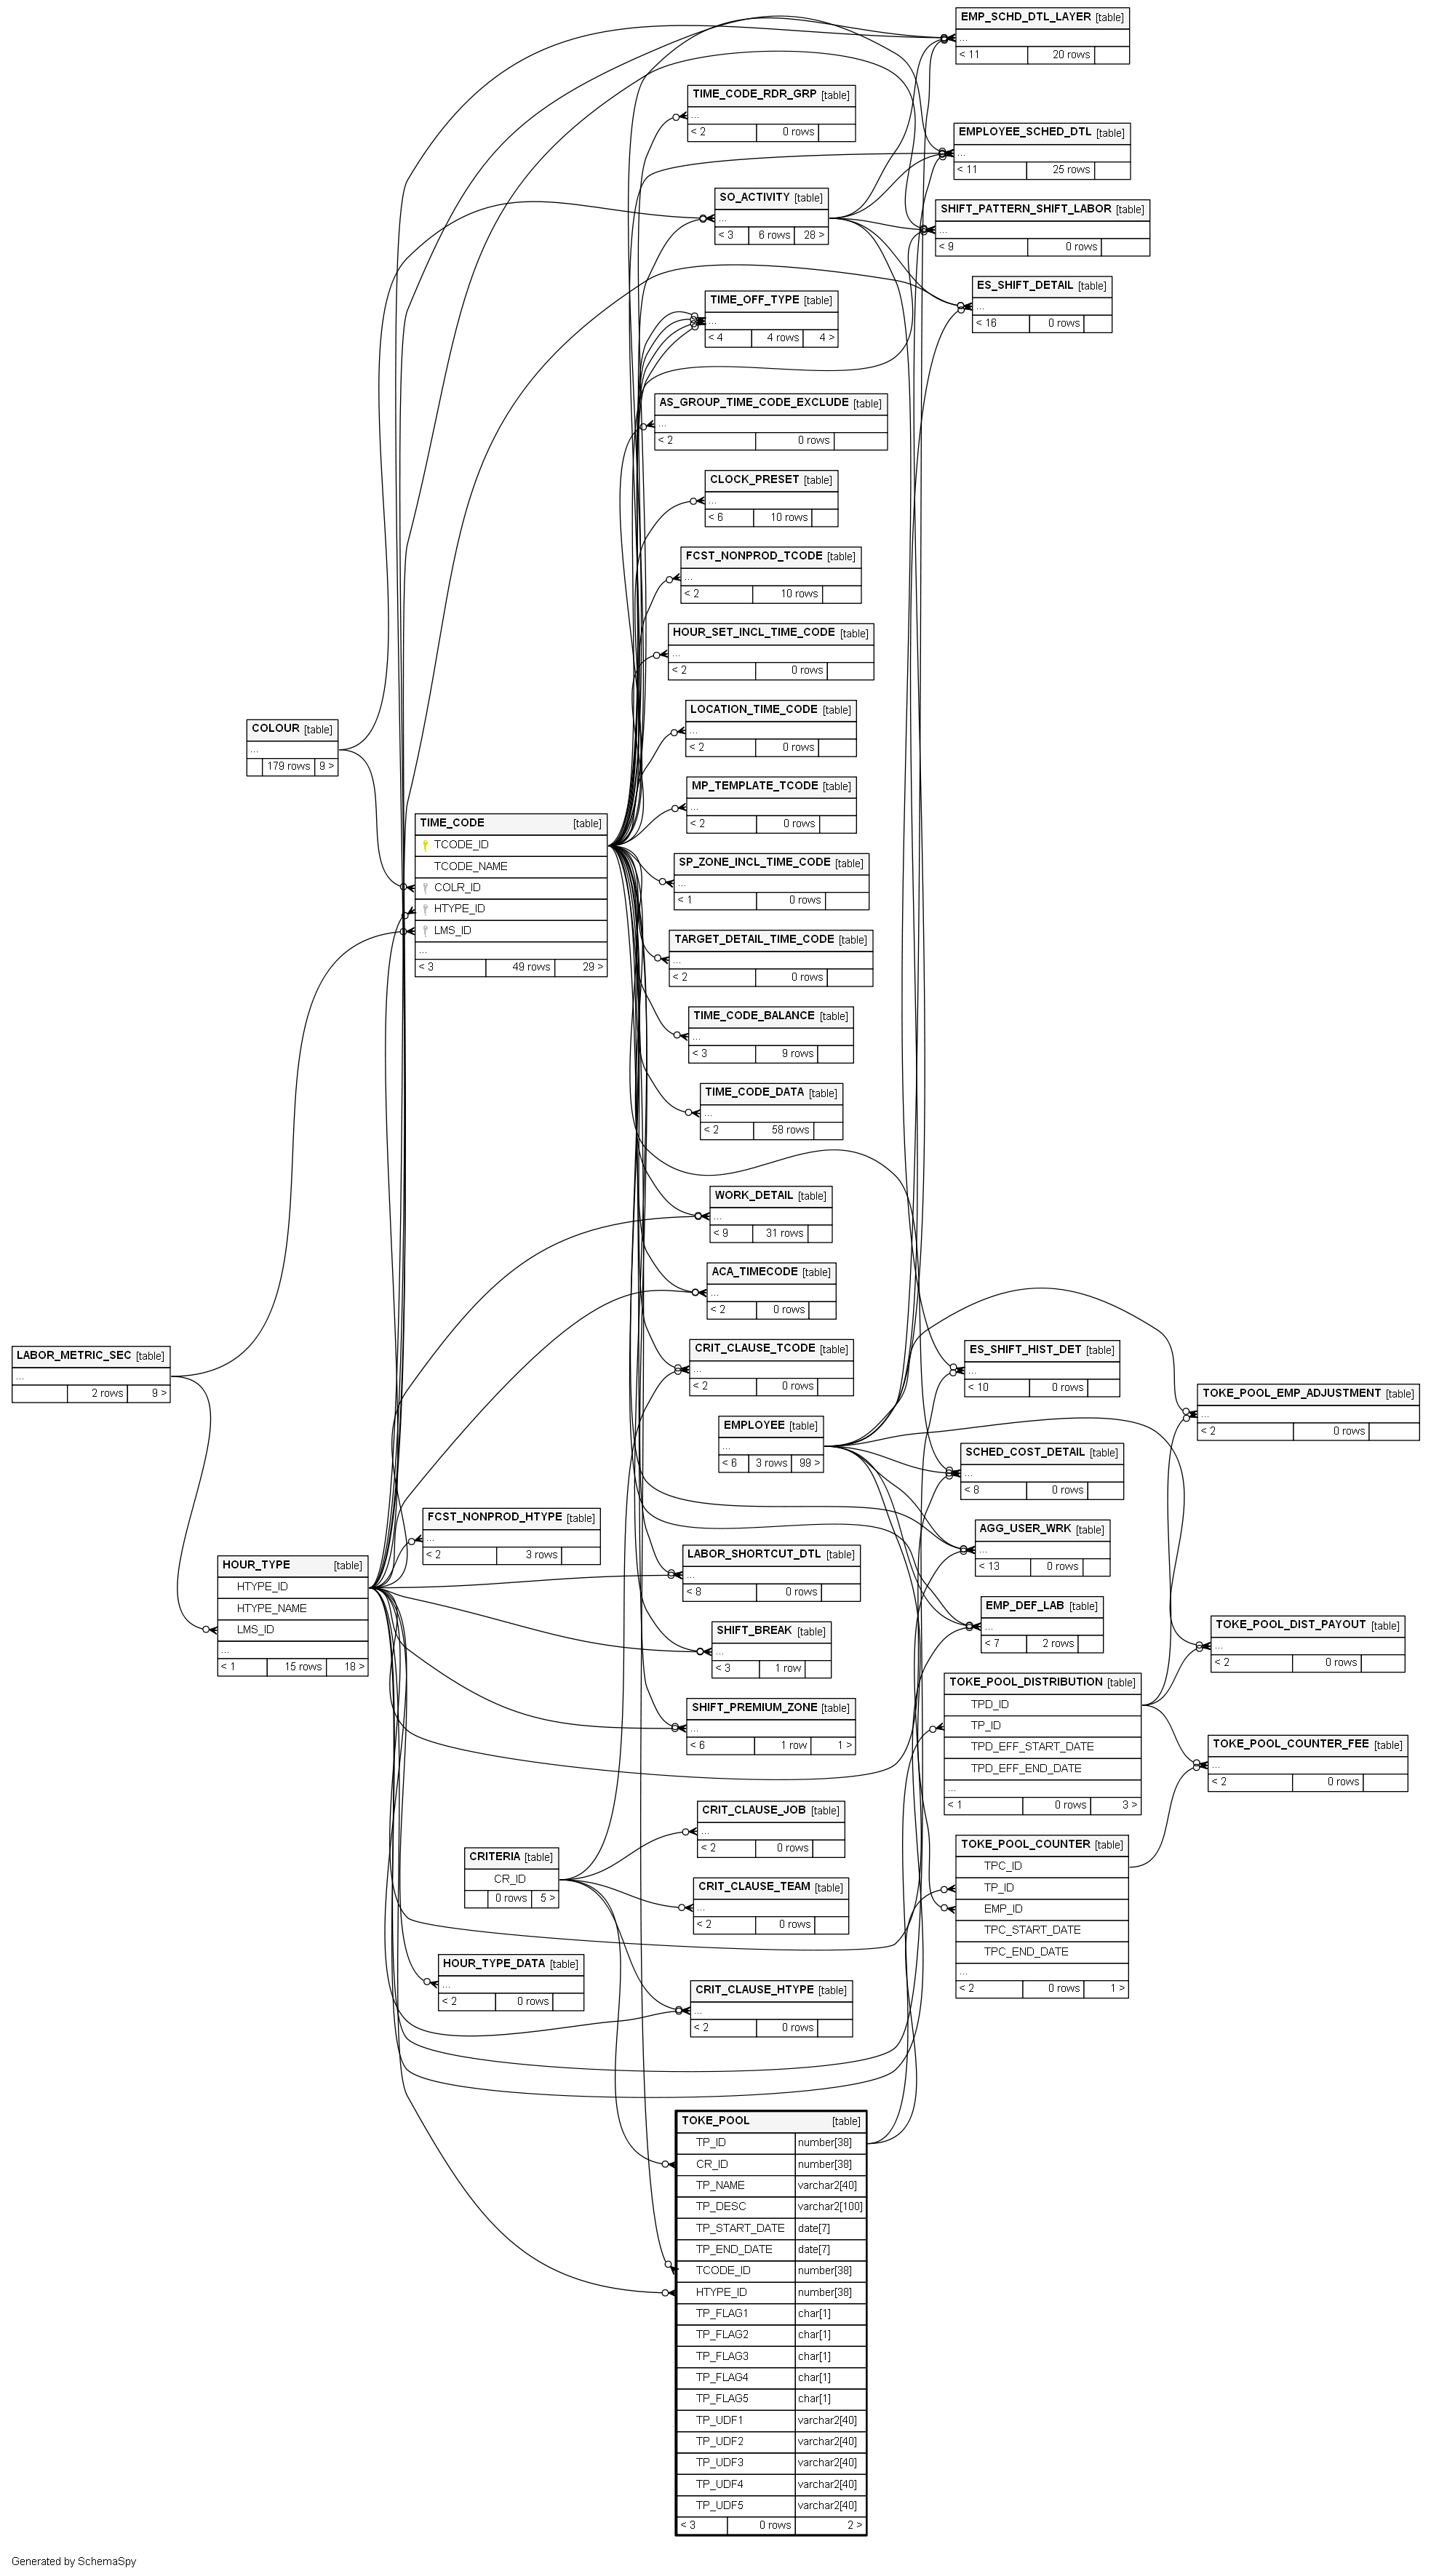 EMP_SCHD_DTL_LAYER [table]
...
< 11 20 rows
TIME_CODE_RDR_GRP [table]
...
< 2 0 rows
EMPLOYEE_SCHED_DTL [table]
...
< 11 25 rows
SO_ACTIVITY [table]
...
< 3 6 rows 28 >
SHIFT_PATTERN_SHIFT_LABOR [table]
...
< 9 0 rows
ES_SHIFT_DETAIL [table]
...
< 16 0 rows
TIME_OFF_TYPE [table]
...
< 4 4 rows 4 >
AS_GROUP_TIME_CODE_EXCLUDE [table]
...
< 2 0 rows
CLOCK_PRESET [table]
...
< 6 10 rows
FCST_NONPROD_TCODE [table]
...
< 2 10 rows
HOUR_SET_INCL_TIME_CODE [table]
...
< 2 0 rows
LOCATION_TIME_CODE [table]
...
< 2 0 rows
COLOUR [table]
...
179 rows 9 >
MP_TEMPLATE_TCODE [table]
...
< 2 0 rows
TIME_CODE [table]
TCODE_ID
TCODE_NAME
COLR_ID
HTYPE_ID
LMS_ID
...
< 3 49 rows 29 >
SP_ZONE_INCL_TIME_CODE [table]
...
< 1 0 rows
TARGET_DETAIL_TIME_CODE [table]
...
< 2 0 rows
TIME_CODE_BALANCE [table]
...
< 3 9 rows
TIME_CODE_DATA [table]
...
< 2 58 rows
WORK_DETAIL [table]
...
< 9 31 rows
ACA_TIMECODE [table]
...
< 2 0 rows
LABOR_METRIC_SEC [table]
...
2 rows 9 >
CRIT_CLAUSE_TCODE [table]
...
< 2 0 rows
ES_SHIFT_HIST_DET [table]
...
< 10 0 rows
TOKE_POOL_EMP_ADJUSTMENT [table]
...
< 2 0 rows
EMPLOYEE [table]
...
< 6 3 rows 99 >
SCHED_COST_DETAIL [table]
...
< 8 0 rows
FCST_NONPROD_HTYPE [table]
...
< 2 3 rows
AGG_USER_WRK [table]
...
< 13 0 rows
HOUR_TYPE [table]
HTYPE_ID
HTYPE_NAME
LMS_ID
...
< 1 15 rows 18 >
LABOR_SHORTCUT_DTL [table]
...
< 8 0 rows
EMP_DEF_LAB [table]
...
< 7 2 rows
SHIFT_BREAK [table]
...
< 3 1 row
TOKE_POOL_DIST_PAYOUT [table]
...
< 2 0 rows
TOKE_POOL_DISTRIBUTION [table]
TPD_ID
TP_ID
TPD_EFF_START_DATE
TPD_EFF_END_DATE
...
< 1 0 rows 3 >
SHIFT_PREMIUM_ZONE [table]
...
< 6 1 row 1 >
TOKE_POOL_COUNTER_FEE [table]
...
< 2 0 rows
CRIT_CLAUSE_JOB [table]
...
< 2 0 rows
TOKE_POOL_COUNTER [table]
TPC_ID
TP_ID
EMP_ID
TPC_START_DATE
TPC_END_DATE
...
< 2 0 rows 1 >
CRITERIA [table]
CR_ID
0 rows 5 >
CRIT_CLAUSE_TEAM [table]
...
< 2 0 rows
HOUR_TYPE_DATA [table]
...
< 2 0 rows
CRIT_CLAUSE_HTYPE [table]
...
< 2 0 rows
TOKE_POOL [table]
TP_ID number[38]
CR_ID number[38]
TP_NAME varchar2[40]
TP_DESC varchar2[100]
TP_START_DATE date[7]
TP_END_DATE date[7]
TCODE_ID number[38]
HTYPE_ID number[38]
TP_FLAG1 char[1]
TP_FLAG2 char[1]
TP_FLAG3 char[1]
TP_FLAG4 char[1]
TP_FLAG5 char[1]
TP_UDF1 varchar2[40]
TP_UDF2 varchar2[40]
TP_UDF3 varchar2[40]
TP_UDF4 varchar2[40]
TP_UDF5 varchar2[40]
< 3 0 rows 2 >
Generated by SchemaSpy